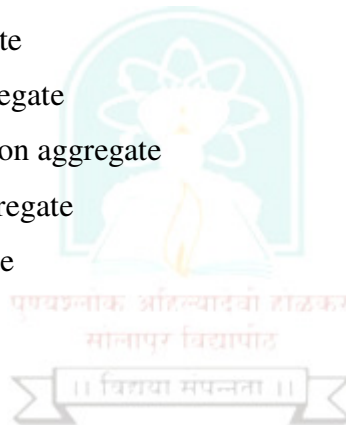 te
egate
on aggregate
regate
e
पुण्यश्लोक अहिल्यादेवी होळकर
सोलापूर विद्यापीठ
।। विद्यया संपन्नता ।।